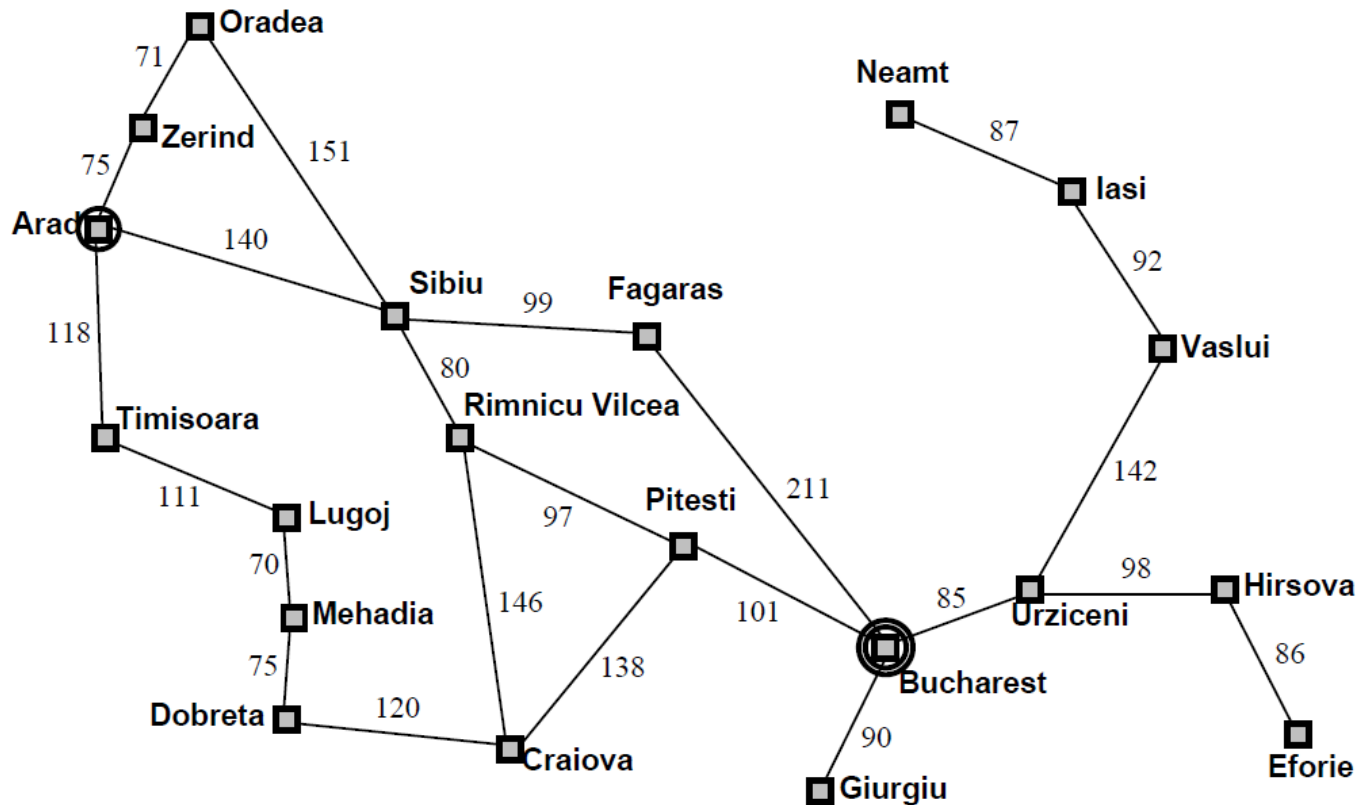 Oradea
71
Neamt
87
Zerind
151
75
Iasi
Arad
140
92
Sibiu
Fagaras
99
118
Vaslui
80
Timisoara
Rimnicu Vilcea
142
111
211
Lugoj
Pitesti
97
70
98
Hirsova
Mehadia
146
101
85
Urziceni
75
138
86
Bucharest
Dobreta
120
90
Craiova
Eforie
Giurgiu